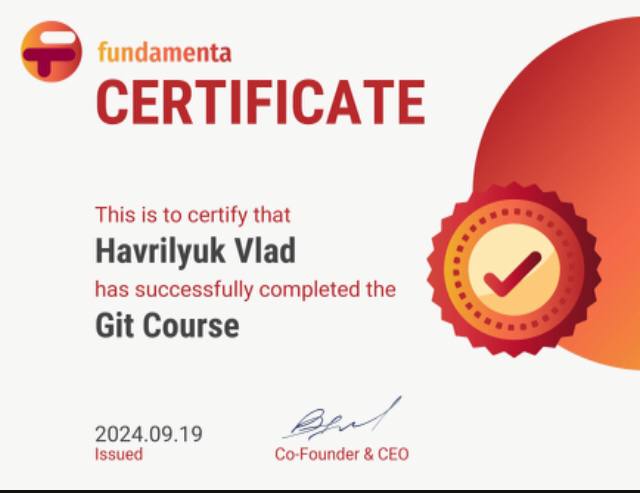 fundamenta
CERTIFICATE
This is to certify that
Havrilyuk Vlad
has successfully completed the
Git Course
2024.09.19
Issued
Co-Founder & CEO